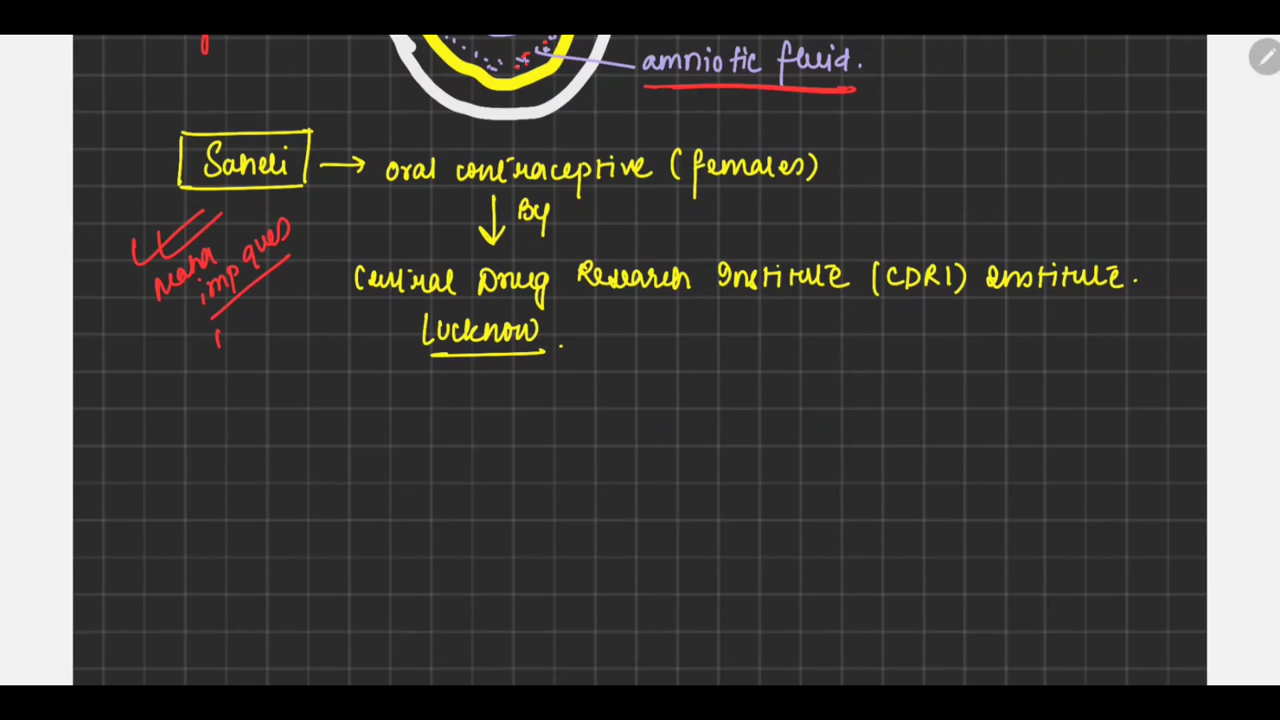 amniotic fluid.
Saheli → oral contraceptive (females)
By
Central Drug Research Institute (CDRI) institute.
Lucknow.
imp ques